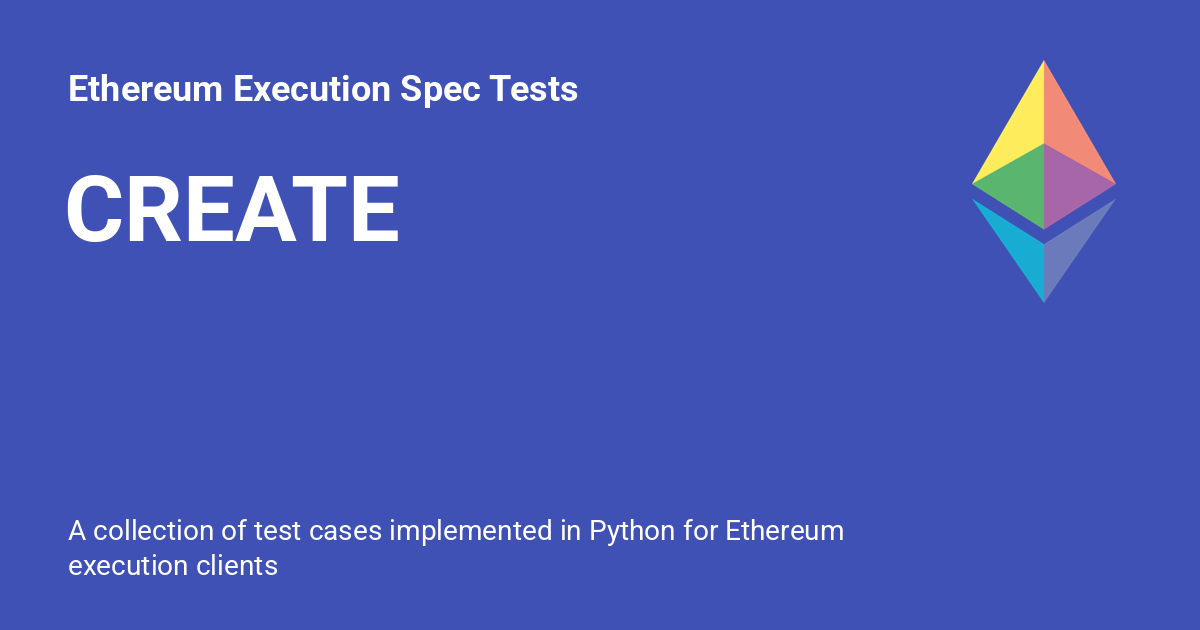 Ethereum Execution Spec Tests
CREATE
A collection of test cases implemented in Python for Ethereum
execution clients